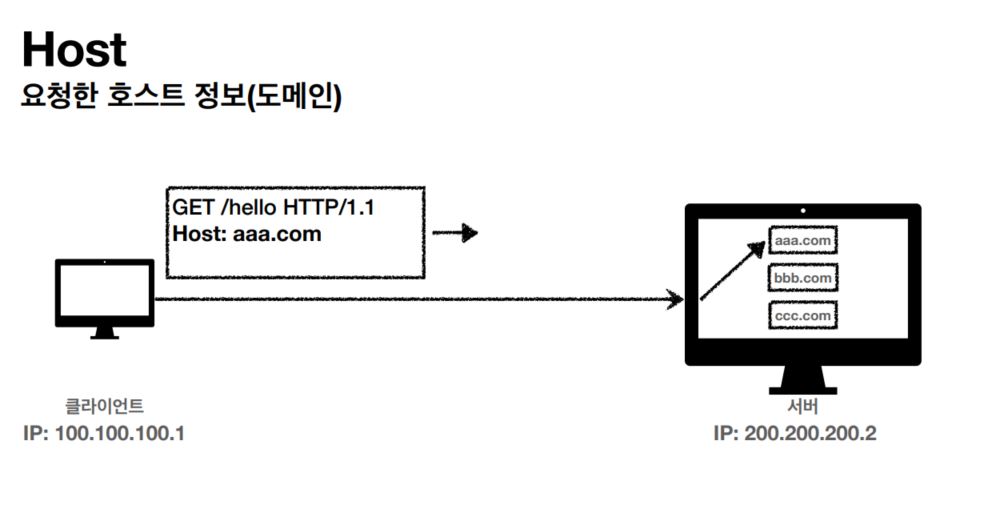 Host
요청한 호스트 정보(도메인)
GET /hello HTTP/1.1
Host: aaa.com
aaa.com
bbb.com
ccc.com
클라이언트
IP: 100.100.100.1
서버
IP: 200.200.200.2